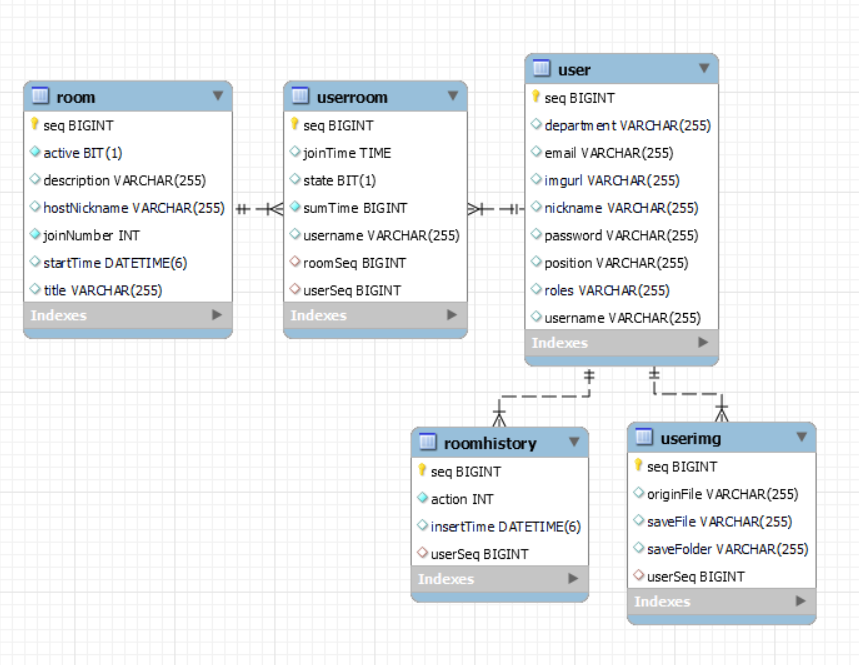 room
seq BIGINT
active BIT(1)
description VARCHAR(255)
hostNickname VARCHAR(255)
joinNumber INT
startTime DATETIME(6)
title VARCHAR(255)
Indexes
userroom
seq BIGINT
joinTime TIME
state BIT(1)
sumTime BIGINT
username VARCHAR(255)
roomSeq BIGINT
userSeq BIGINT
Indexes
user
seq BIGINT
department VARCHAR(255)
email VARCHAR(255)
imgurl VARCHAR(255)
nickname VARCHAR(255)
password VARCHAR(255)
position VARCHAR(255)
roles VARCHAR(255)
username VARCHAR(255)
Indexes
roomhistory
seq BIGINT
action INT
insertTime DATETIME(6)
userSeq BIGINT
Indexes
userimg
seq BIGINT
originFile VARCHAR(255)
saveFile VARCHAR(255)
saveFolder VARCHAR(255)
userSeq BIGINT
Indexes